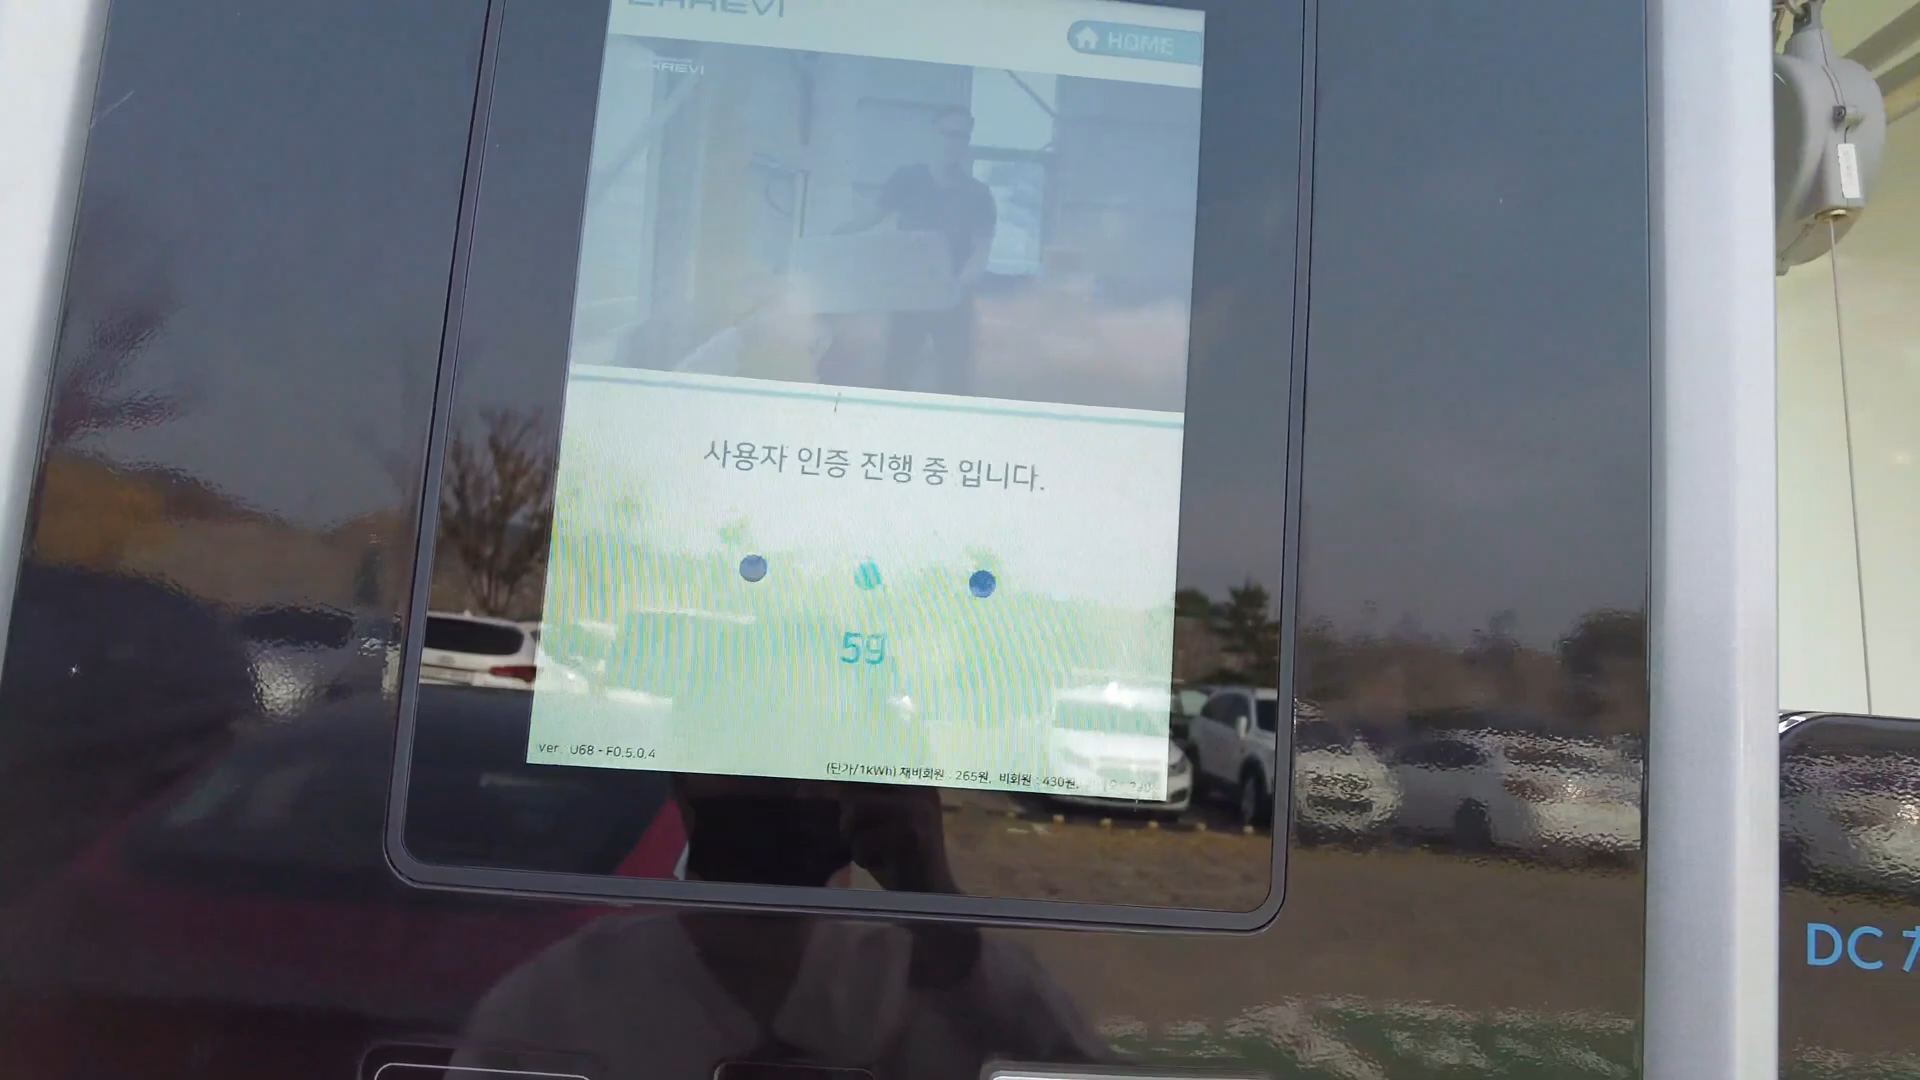 HOME
사용자 인증 진행 중 입니다.
59
ver. U68 - F0.5.0.4
(단가/1kWh) 채비회원 : 265원, 비회원 : 430원,
DC